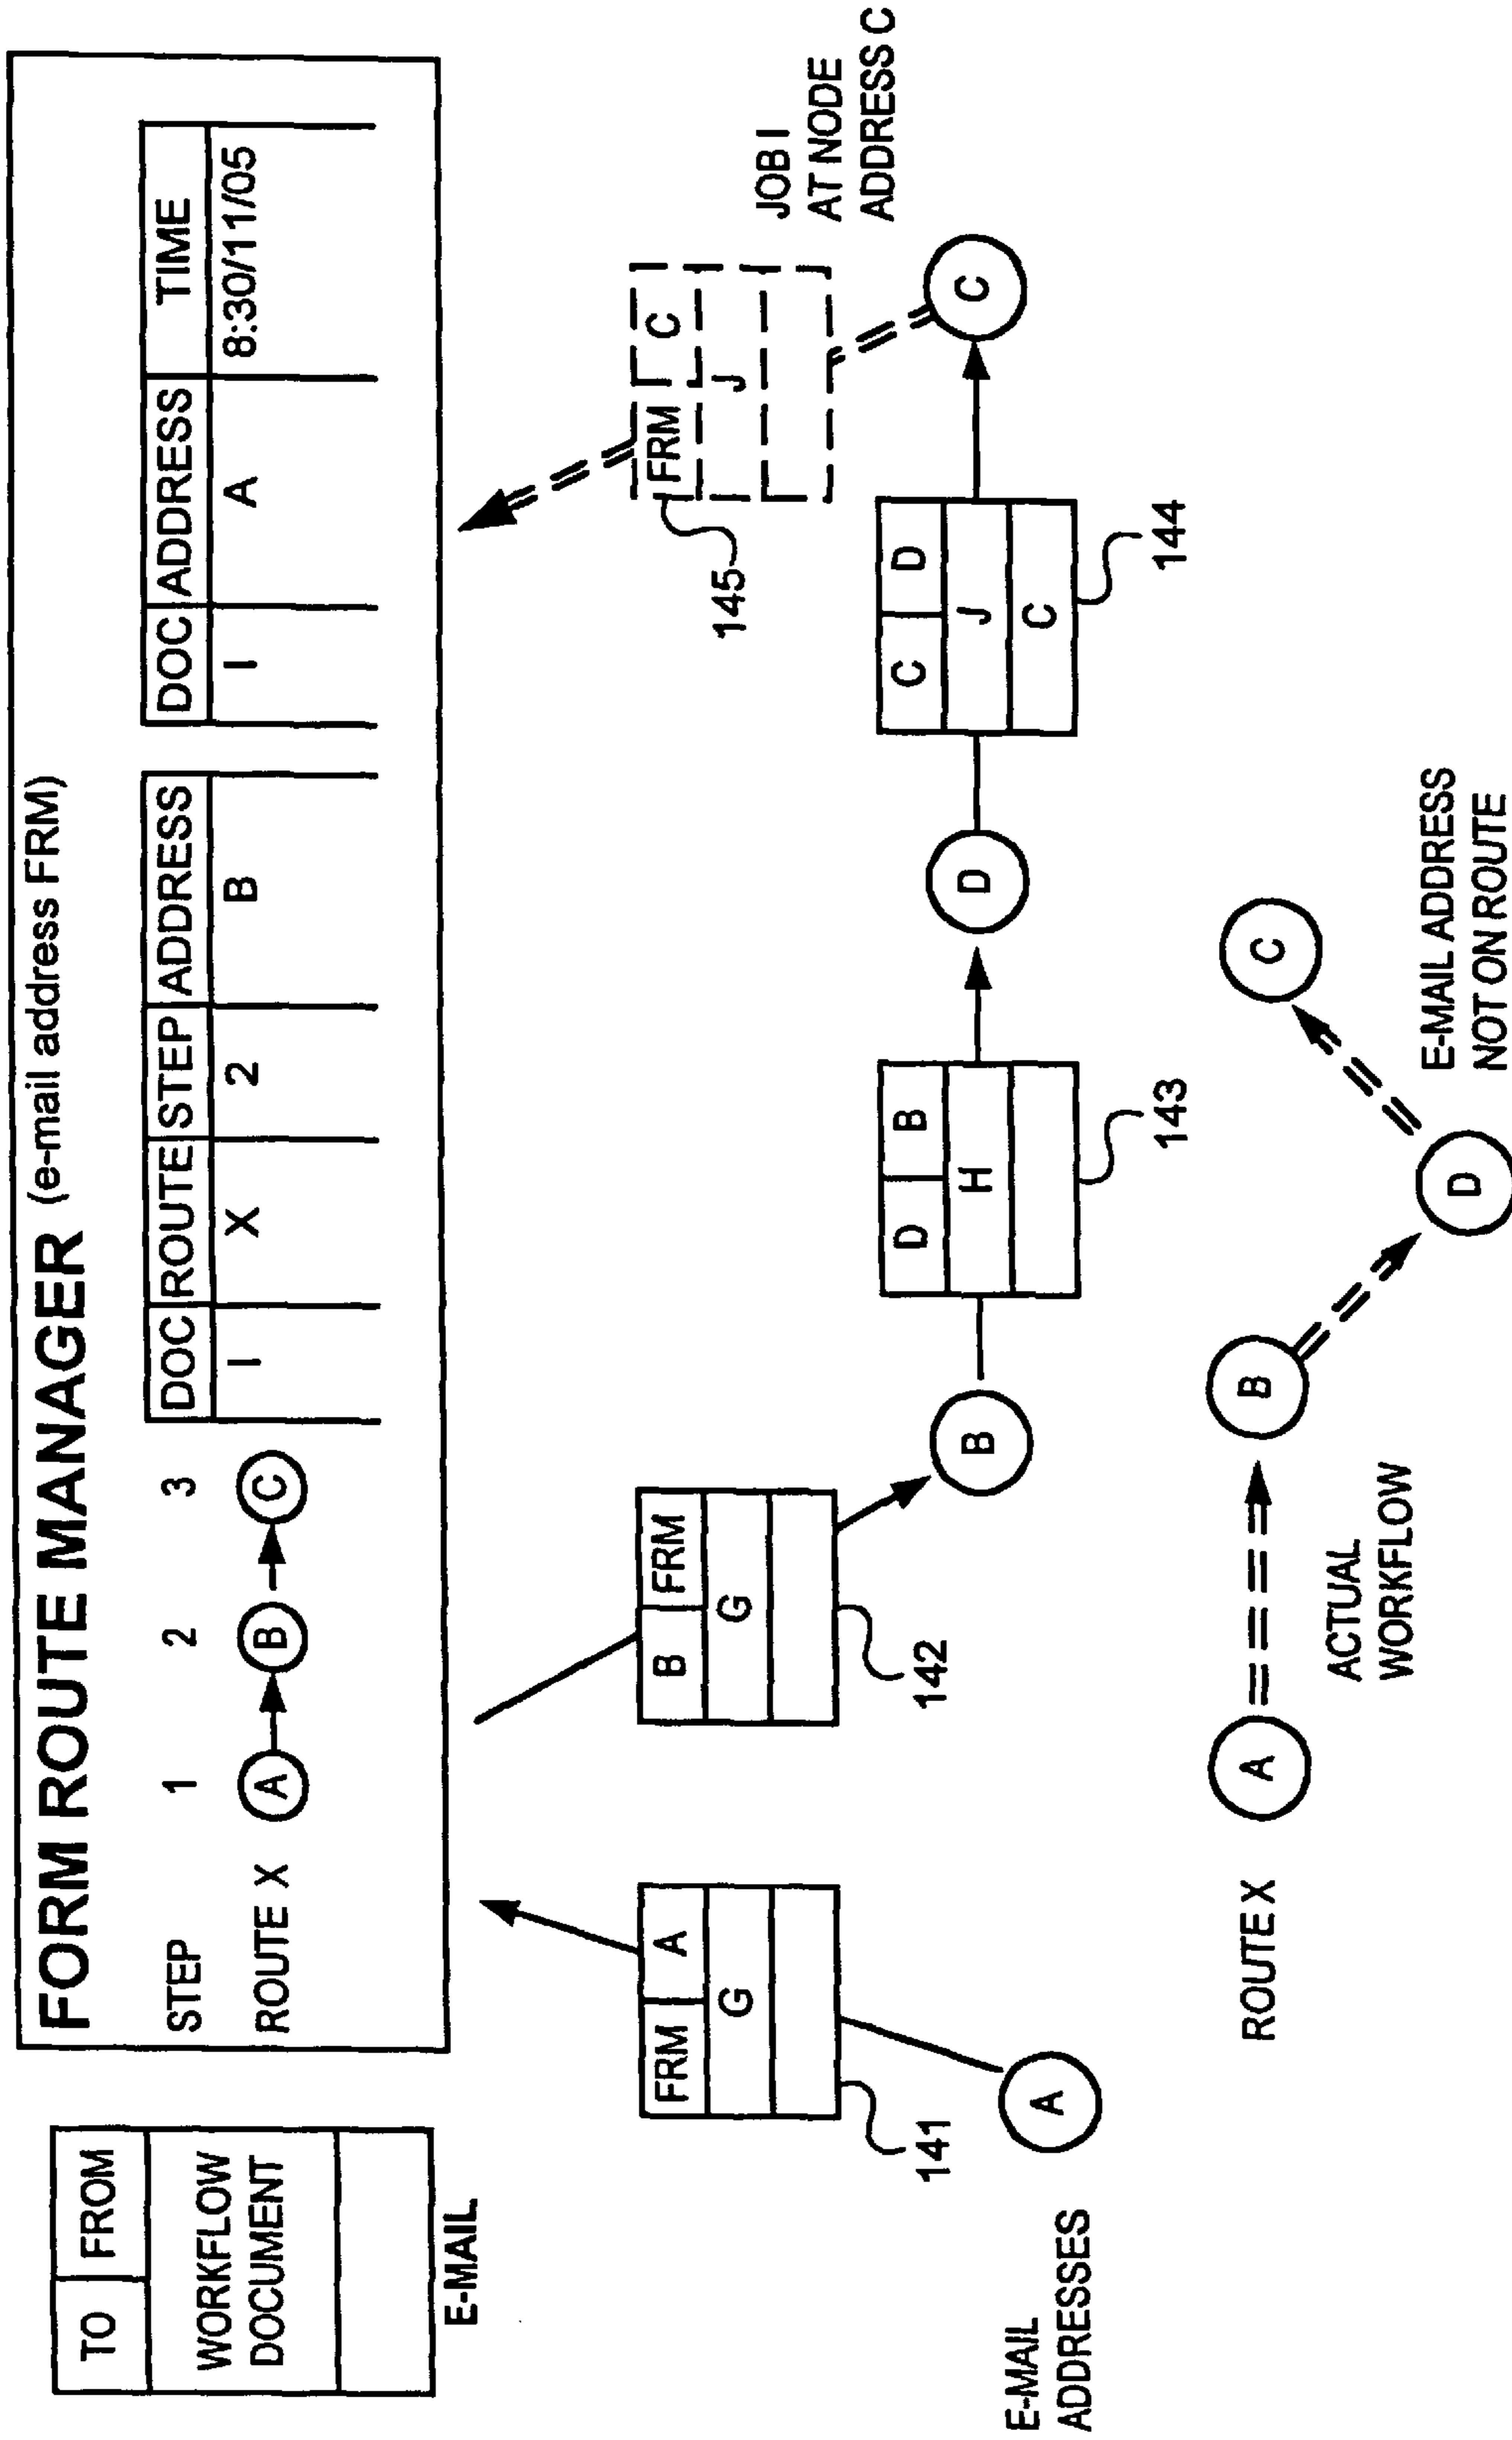 TO FROM
WORKFLOW
DOCUMENT
E-MAIL
FORM ROUTE MANAGER (e-mail address FRM)
STEP 1 2 3
ROUTE X A B C
DOC ROUTE STEP ADDRESS
I X 2 B
DOC ADDRESS TIME
I A 8:30/11/05
E-MAIL
ADDRESSES
A
FRM A
G
141
B FRM
G
142
B
D B
H
143
D
C D
J
C
144
C
FRM C
J
145
JOB I
AT NODE
ADDRESS C
ROUTE X
A
B
D
C
ACTUAL
WORKFLOW
E-MAIL ADDRESS
NOT ON ROUTE